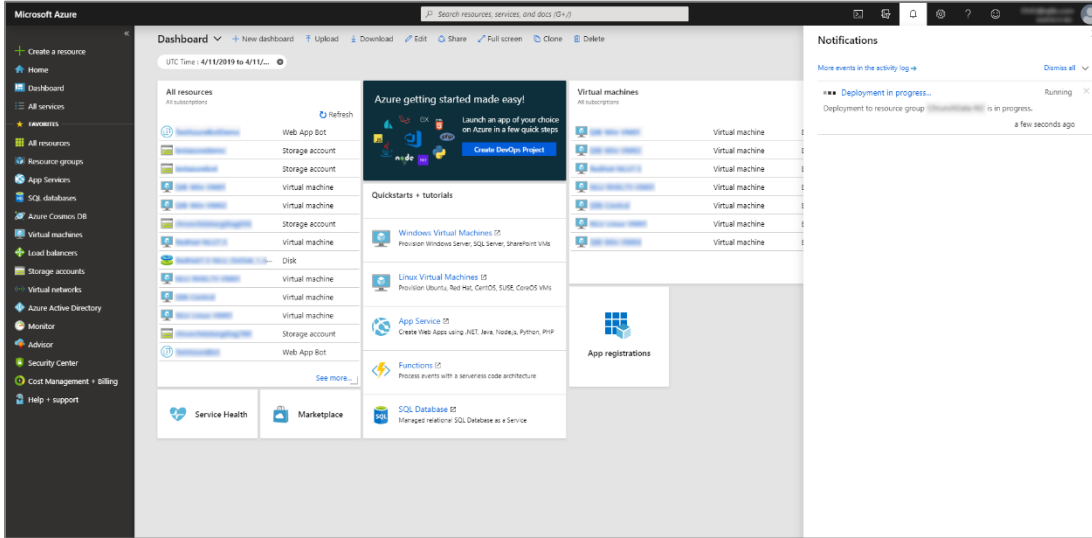 Microsoft Azure
Search resources, services, and docs (G+/)
«
Create a resource
Home
Dashboard
All services
FAVORITES
All resources
Resource groups
App Services
SQL databases
Azure Cosmos DB
Virtual machines
Load balancers
Storage accounts
Virtual networks
Azure Active Directory
Monitor
Advisor
Security Center
Cost Management + Billing
Help + support
Dashboard
+ New dashboard Upload Download Edit Share Full screen Clone Delete
UTC Time : 4/11/2019 to 4/11/...
All resources
All subscriptions
Refresh
Web App Bot
Storage account
Storage account
Virtual machine
Virtual machine
Storage account
Virtual machine
Disk
Virtual machine
Virtual machine
Virtual machine
Storage account
Web App Bot
See more...
Service Health
Marketplace
Azure getting started made easy!
Launch an app of your choice
on Azure in a few quick steps
Create DevOps Project
ex
php
node
Quickstarts + tutorials
Windows Virtual Machines
Provision Windows Server, SQL Server, SharePoint VMs
Linux Virtual Machines
Provision Ubuntu, Red Hat, CentOS, SUSE, CoreOS VMs
App Service
Create Web Apps using .NET, Java, Node.js, Python, PHP
Functions
Process events with a serverless code architecture
SQL
SQL Database
Managed relational SQL Database as a Service
Virtual machines
All subscriptions
Virtual machine
Virtual machine
Virtual machine
Virtual machine
Virtual machine
Virtual machine
Virtual machine
App registrations
Notifications
More events in the activity log Dismiss all
Deployment in progress... Running
Deployment to resource group is in progress.
a few seconds ago